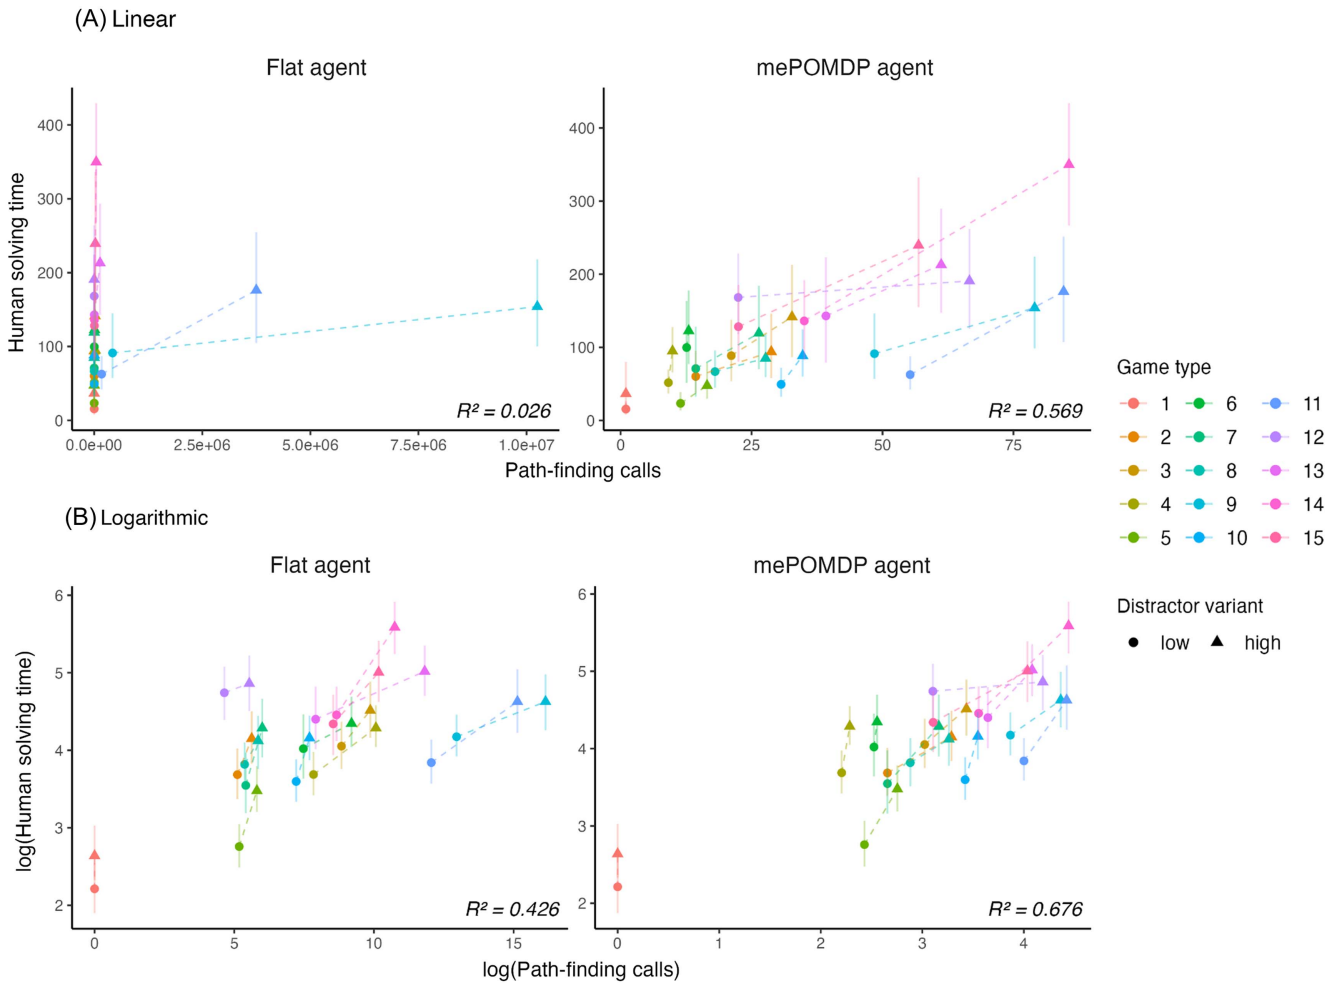 (A) Linear
Flat agent
mePOMDP agent
Human solving time
400
300
200
100
0
R² = 0.026
0.0e+00 2.5e+06 5.0e+06 7.5e+06 1.0e+07
400
300
200
100
0
R² = 0.569
0 25 50 75
Path-finding calls
(B) Logarithmic
Flat agent
mePOMDP agent
log(Human solving time)
6
5
4
3
2
R² = 0.426
0 5 10 15
6
5
4
3
2
R² = 0.676
0 1 2 3 4
log(Path-finding calls)
Game type
1 6 11
2 7 12
3 8 13
4 9 14
5 10 15
Distractor variant
low high